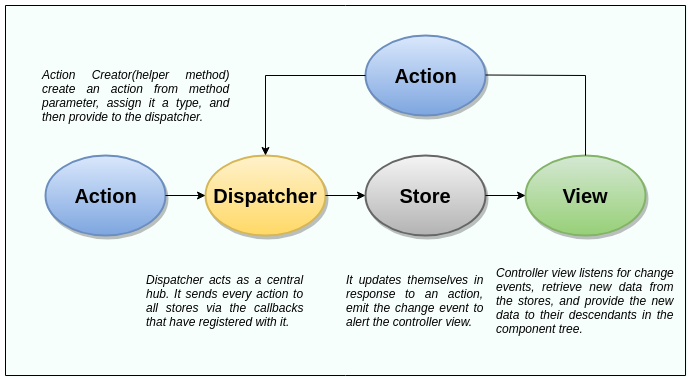 Action
Action Creator(helper method)
create an action from method
parameter, assign it a type, and
then provide to the dispatcher.
Action
Dispatcher
Store
View
Dispatcher acts as a central
hub. It sends every action to
all stores via the callbacks
that have registered with it.
It updates themselves in
response to an action,
emit the change event to
alert the controller view.
Controller view listens for change
events, retrieve new data from
the stores, and provide the new
data to their descendants in the
component tree.